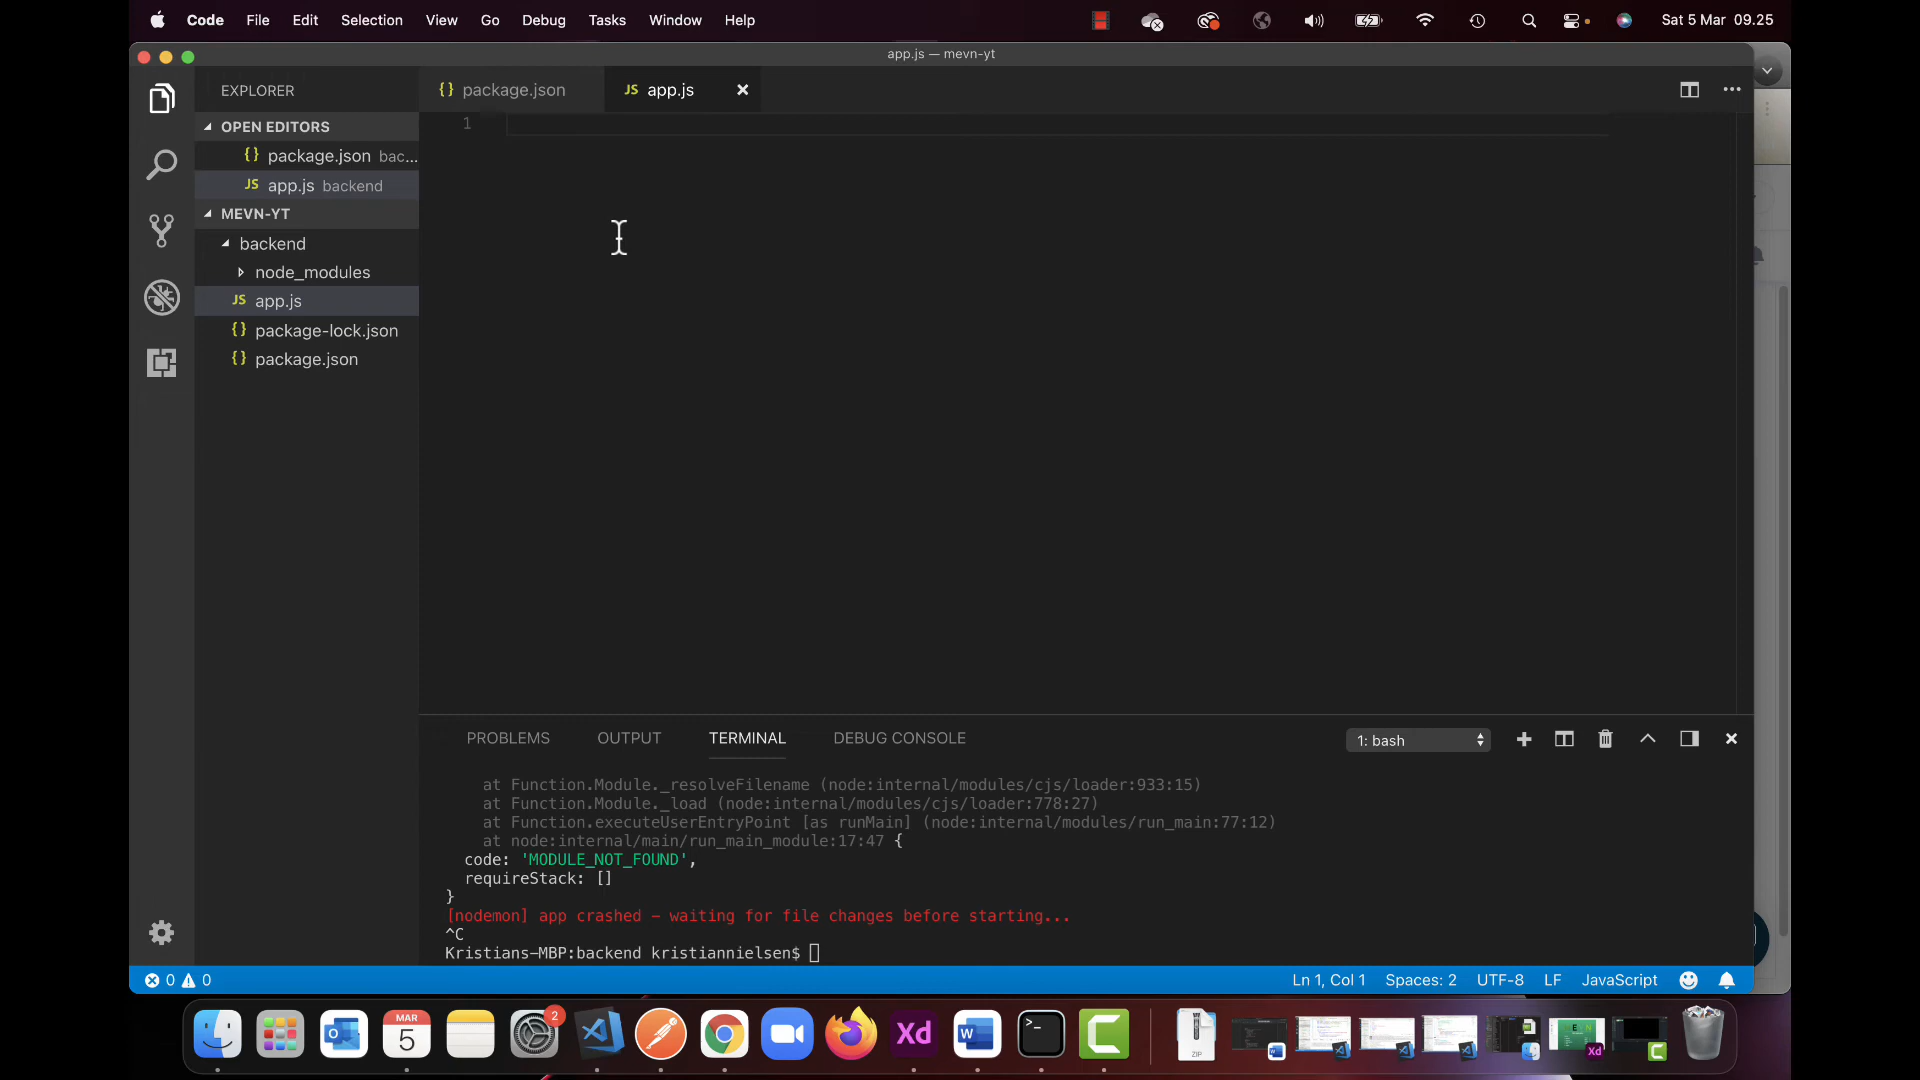 Code File Edit Selection View Go Debug Tasks Window Help Sat 5 Mar 09.25
app.js — mevn-yt
EXPLORER
{} package.json
JS app.js
OPEN EDITORS
{} package.json bac...
JS app.js backend
MEVN-YT
backend
node_modules
JS app.js
{} package-lock.json
{} package.json
1
PROBLEMS OUTPUT TERMINAL DEBUG CONSOLE 1: bash
at Function.Module._resolveFilename (node:internal/modules/cjs/loader:933:15)
at Function.Module._load (node:internal/modules/cjs/loader:778:27)
at Function.executeUserEntryPoint [as runMain] (node:internal/modules/run_main:77:12)
at node:internal/main/run_main_module:17:47 {
code: 'MODULE_NOT_FOUND',
requireStack: []
}
[nodemon] app crashed - waiting for file changes before starting...
^C
Kristians-MBP:backend kristiannielsen$
0 0 Ln 1, Col 1 Spaces: 2 UTF-8 LF JavaScript
MAR
5
2
Xd
W
>_
C
ZIP